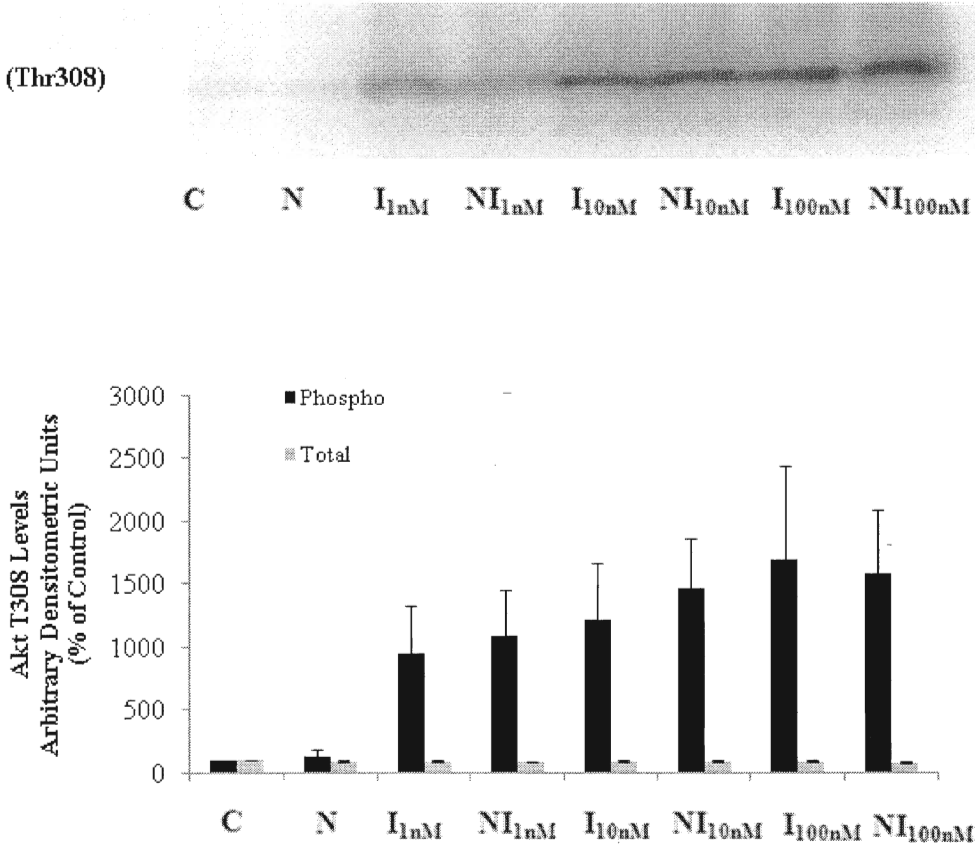 (Thr308)
C N I1nM NI1nM I10nM NI10nM I100nM NI100nM
Akt T308 Levels
Arbitrary Densitometric Units
(% of Control)
3000
2500
2000
1500
1000
500
0
Phospho
Total
C N I1nM NI1nM I10nM NI10nM I100nM NI100nM